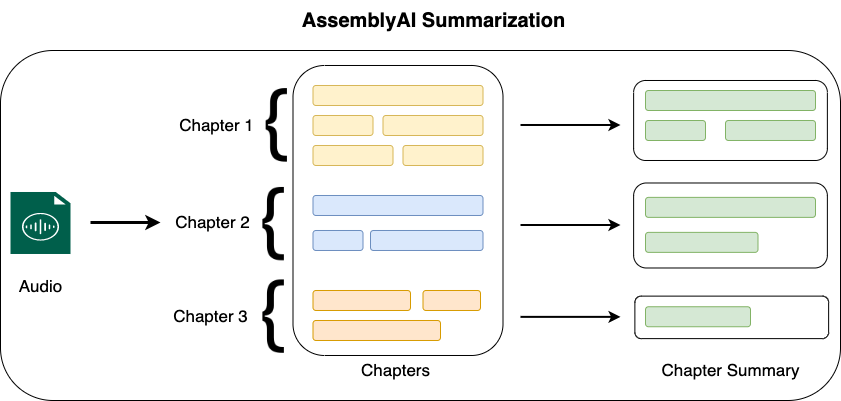 AssemblyAI Summarization
Chapter 1
Chapter 2
Audio
Chapter 3
Chapters
Chapter Summary